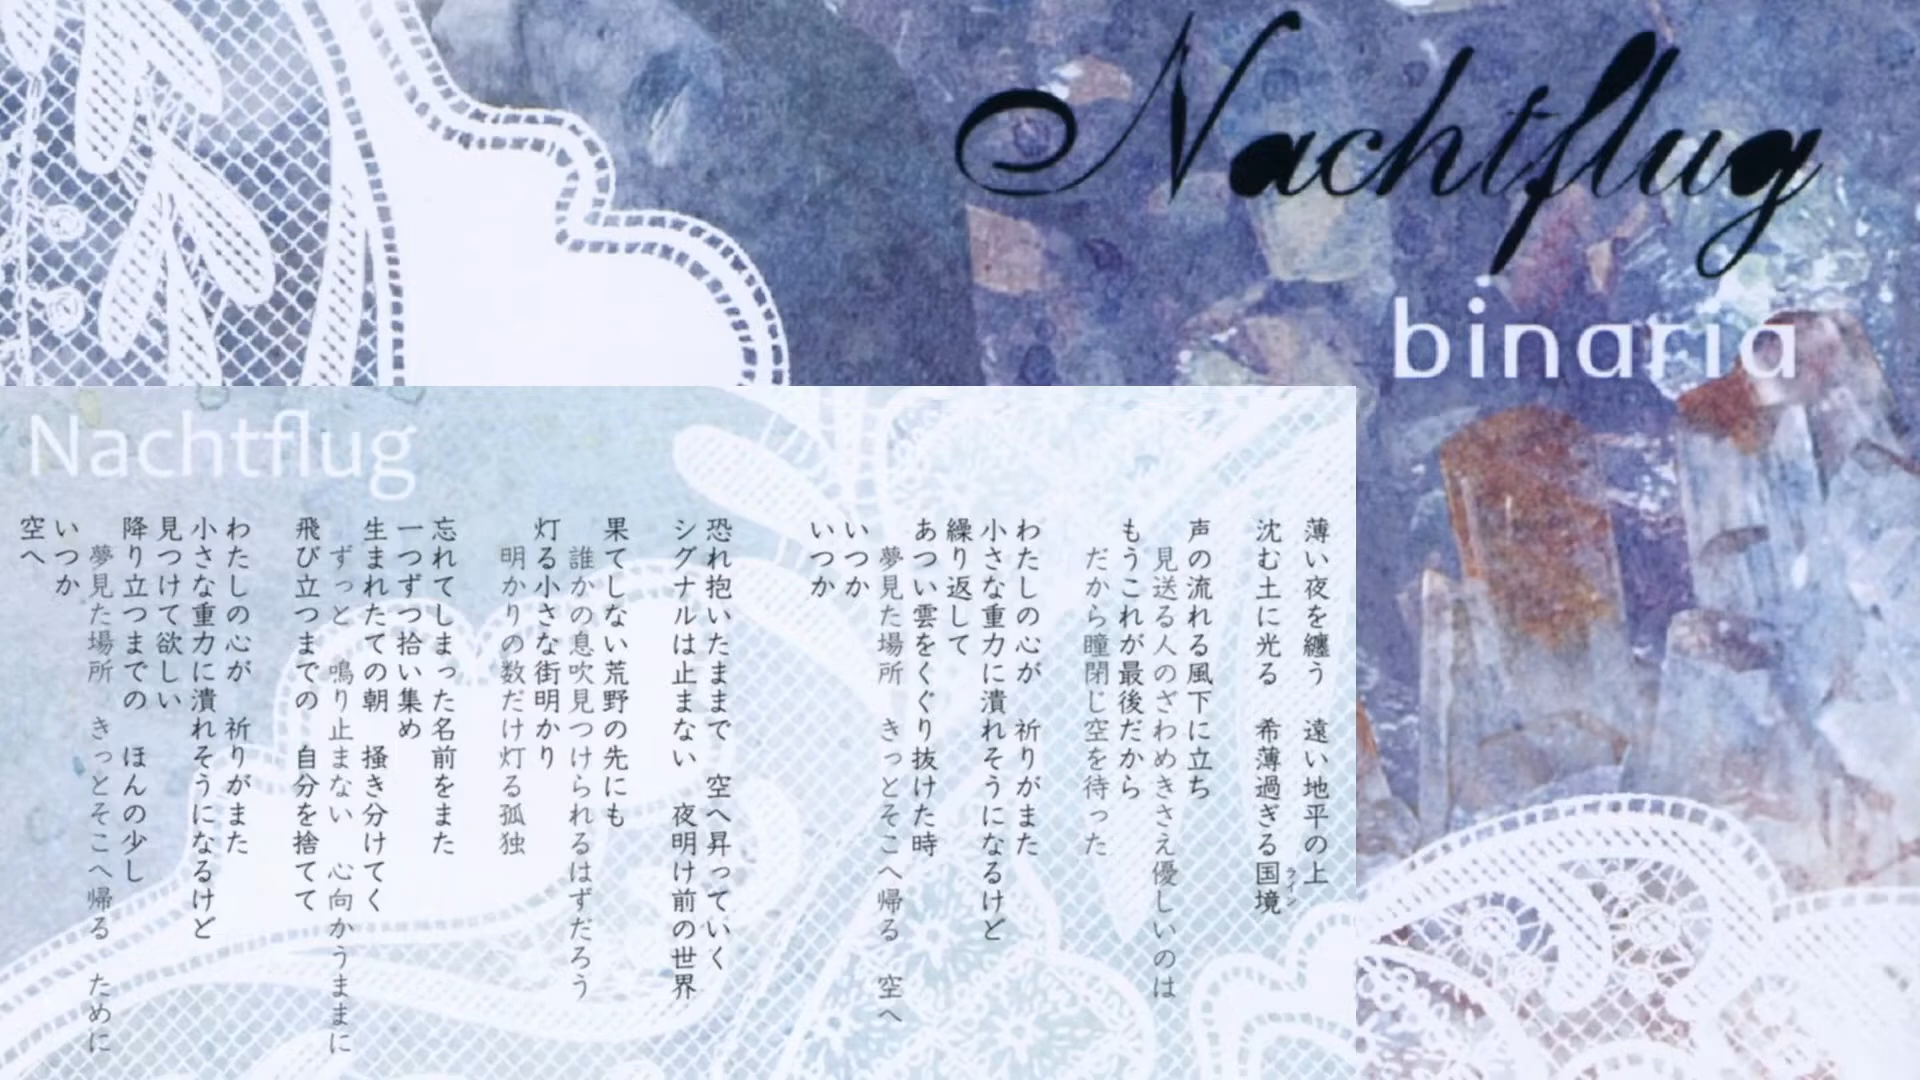 Nachtflug
binaria
Nachtflug
薄い夜を纏う　遠い地平の上
沈む土に光る　希薄過ぎる国境
ライン
声の流れる風下に立ち
見送る人のざわめきさえ優しいのは
もうこれが最後だから
だから瞳閉じ空を待った
わたしの心が　祈りがまた
小さな重力に潰れそうになるけど
繰り返して
あつい雲をくぐり抜けた時
夢見た場所　きっとそこへ帰る　空へ
いつか
いつか
恐れ抱いたままで　空へ昇っていく
シグナルは止まない　夜明け前の世界
果てしない荒野の先にも
誰かの息吹見つけられるはずだろう
灯る小さな街明かり
明かりの数だけ灯る孤独
忘れてしまった名前をまた
一つずつ拾い集め
生まれたての朝　掻き分けてく
ずっと　鳴り止まない　心向かうままに
飛び立つまでの　自分を捨てて
わたしの心が　祈りがまた
小さな重力に潰れそうになるけど
見つけて欲しい
降り立つまでの　ほんの少し
夢見た場所　きっとそこへ帰る　ために
いつか
空へ